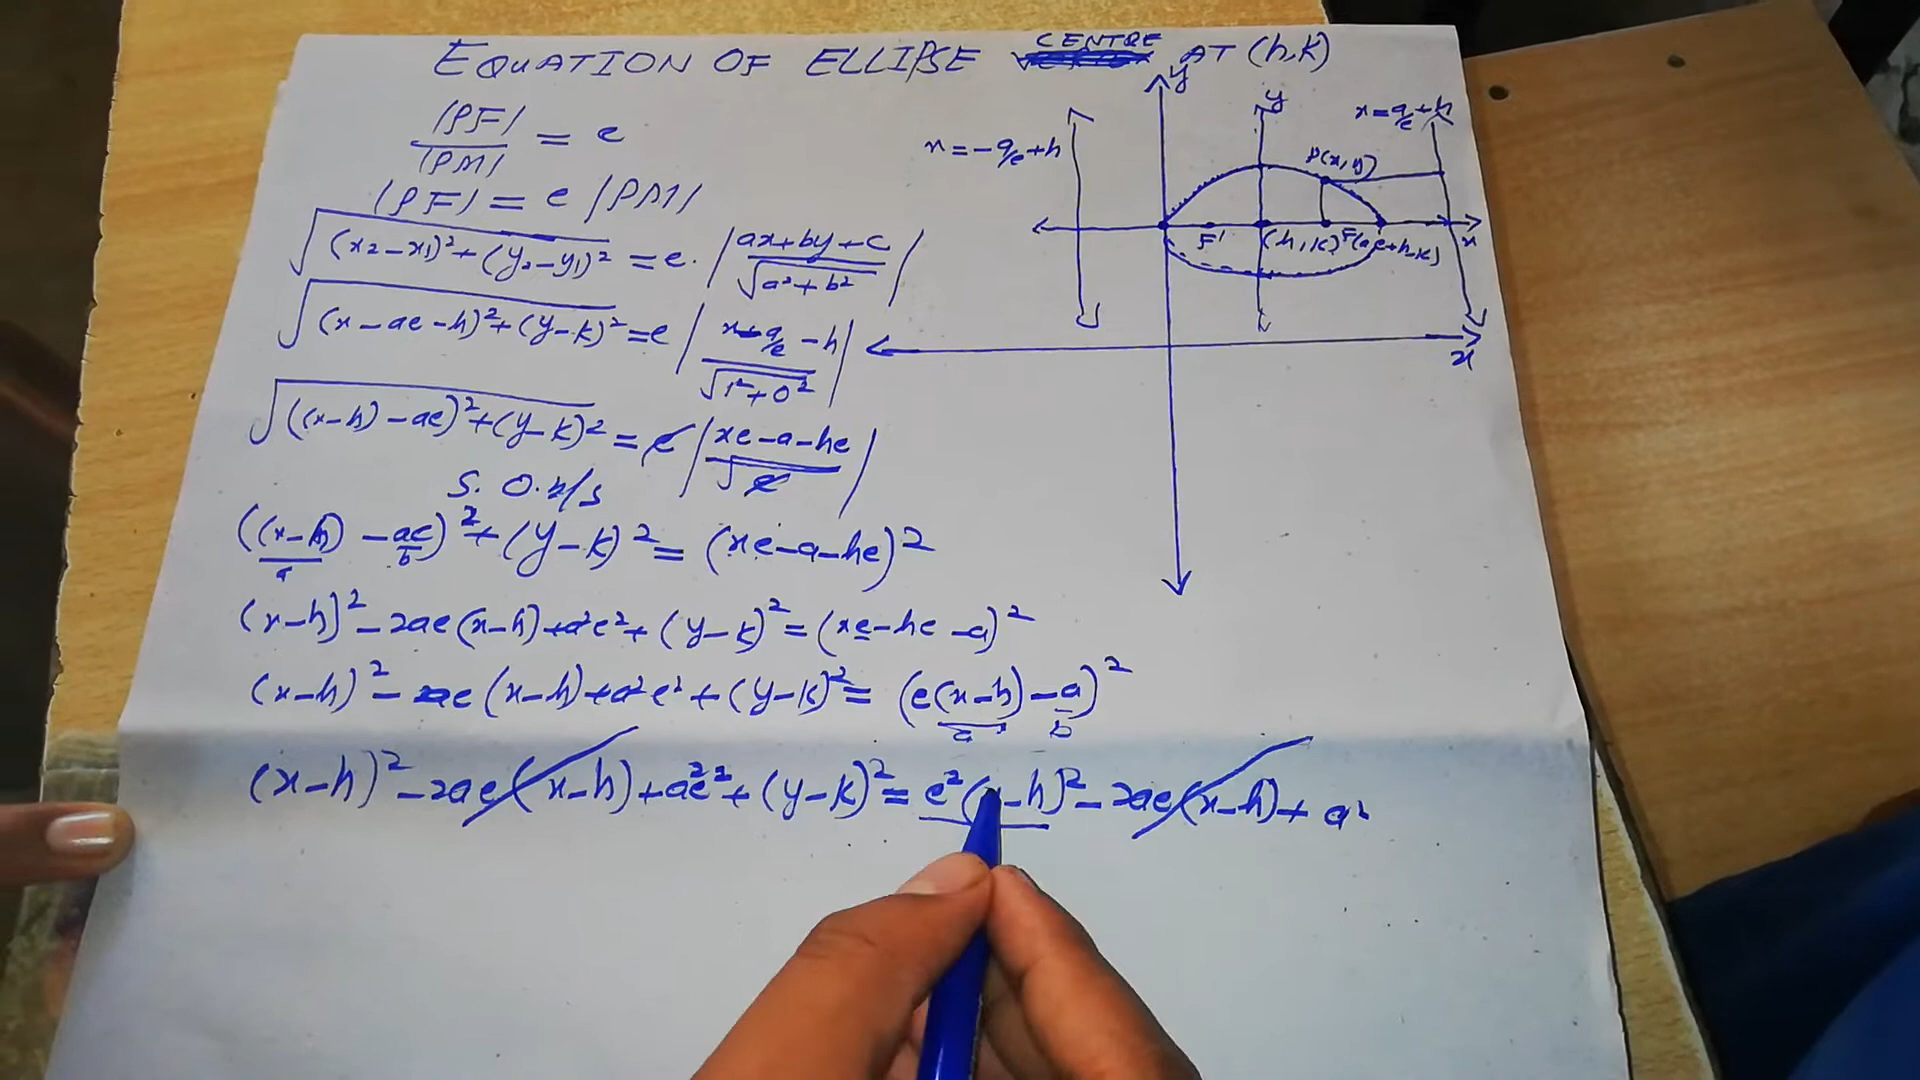 EQUATION OF ELLIPSE CENTRE AT (h,k)
|PF| / |PM| = e
|PF| = e |PM|
√((x₂-x₁)²+(y₂-y₁)²) = e. |(ax+by+c)/√(a²+b²)|
√((x-ae-h)²+(y-k)²) = e |(x-a/e-h)/√(1²+0²)|
√(((x-h)-ae)²+(y-k)²) = e |(xe-a-he)/√e|
S. O. B/S
((x-h)-ae)²+(y-k)² = (xe-a-he)²
a b
(x-h)²-2ae(x-h)+a²e²+(y-k)² = (xe-he-a)²
(x-h)²-2ae(x-h)+a²e²+(y-k)² = (e(x-h)-a)²
a b
(x-h)²-2ae(x-h)+a²e²+(y-k)² = e²(x-h)²-2ae(x-h)+a²
y
y
x=-a/e+h
x=a/e+h
P(x,y)
F' (h,k) F(ae+h,k) x
x